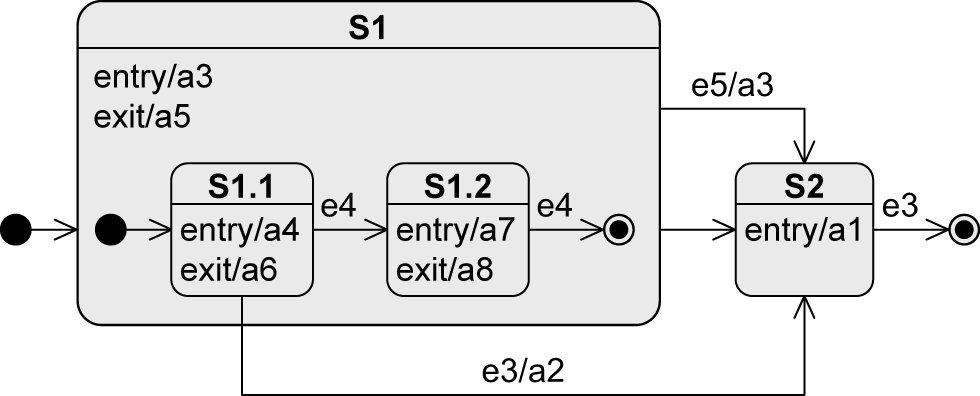 S1
entry/a3
exit/a5
e5/a3
S1.1
entry/a4
exit/a6
e4
S1.2
entry/a7
exit/a8
e4
S2
entry/a1
e3
e3/a2